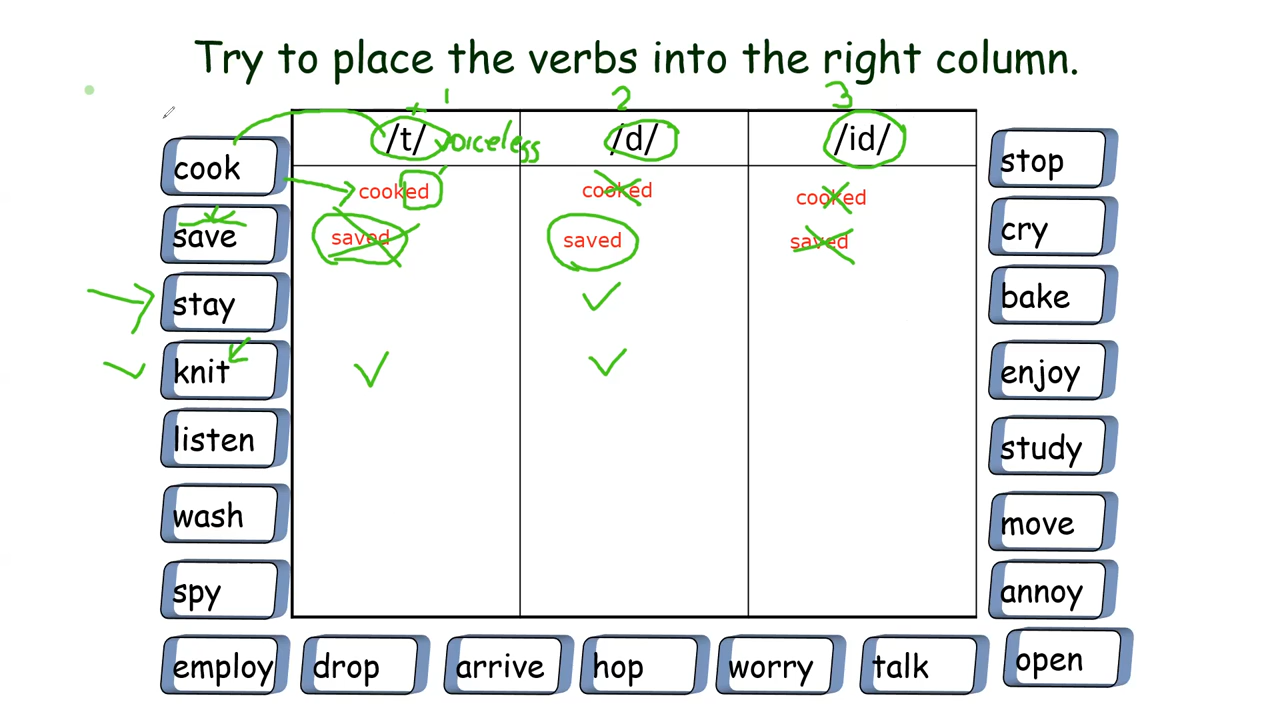 Try to place the verbs into the right column.
1 2 3
/t/ voiceless /d/ /id/
cook
cooked cooked cooked
save
saved saved saved
stay
knit
listen
wash
spy
employ drop arrive hop worry talk open
stop
cry
bake
enjoy
study
move
annoy